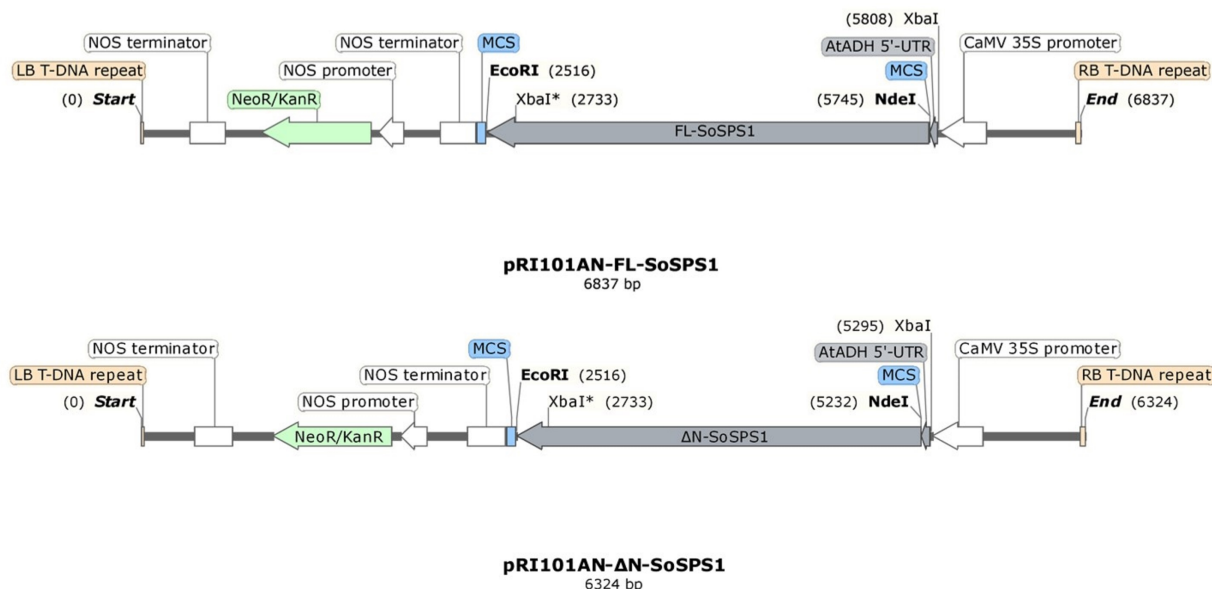 (5808) XbaI
NOS terminator
NOS terminator
MCS
AtADH 5'-UTR
CaMV 35S promoter
LB T-DNA repeat
NOS promoter
EcoRI (2516)
MCS
RB T-DNA repeat
(0) Start
NeoR/KanR
XbaI* (2733)
(5745) NdeI
End (6837)
FL-SoSPS1
pRI101AN-FL-SoSPS1
6837 bp
(5295) XbaI
NOS terminator
MCS
AtADH 5'-UTR
CaMV 35S promoter
LB T-DNA repeat
NOS terminator
EcoRI (2516)
MCS
RB T-DNA repeat
(0) Start
NOS promoter
XbaI* (2733)
(5232) NdeI
End (6324)
NeoR/KanR
ΔN-SoSPS1
pRI101AN-ΔN-SoSPS1
6324 bp